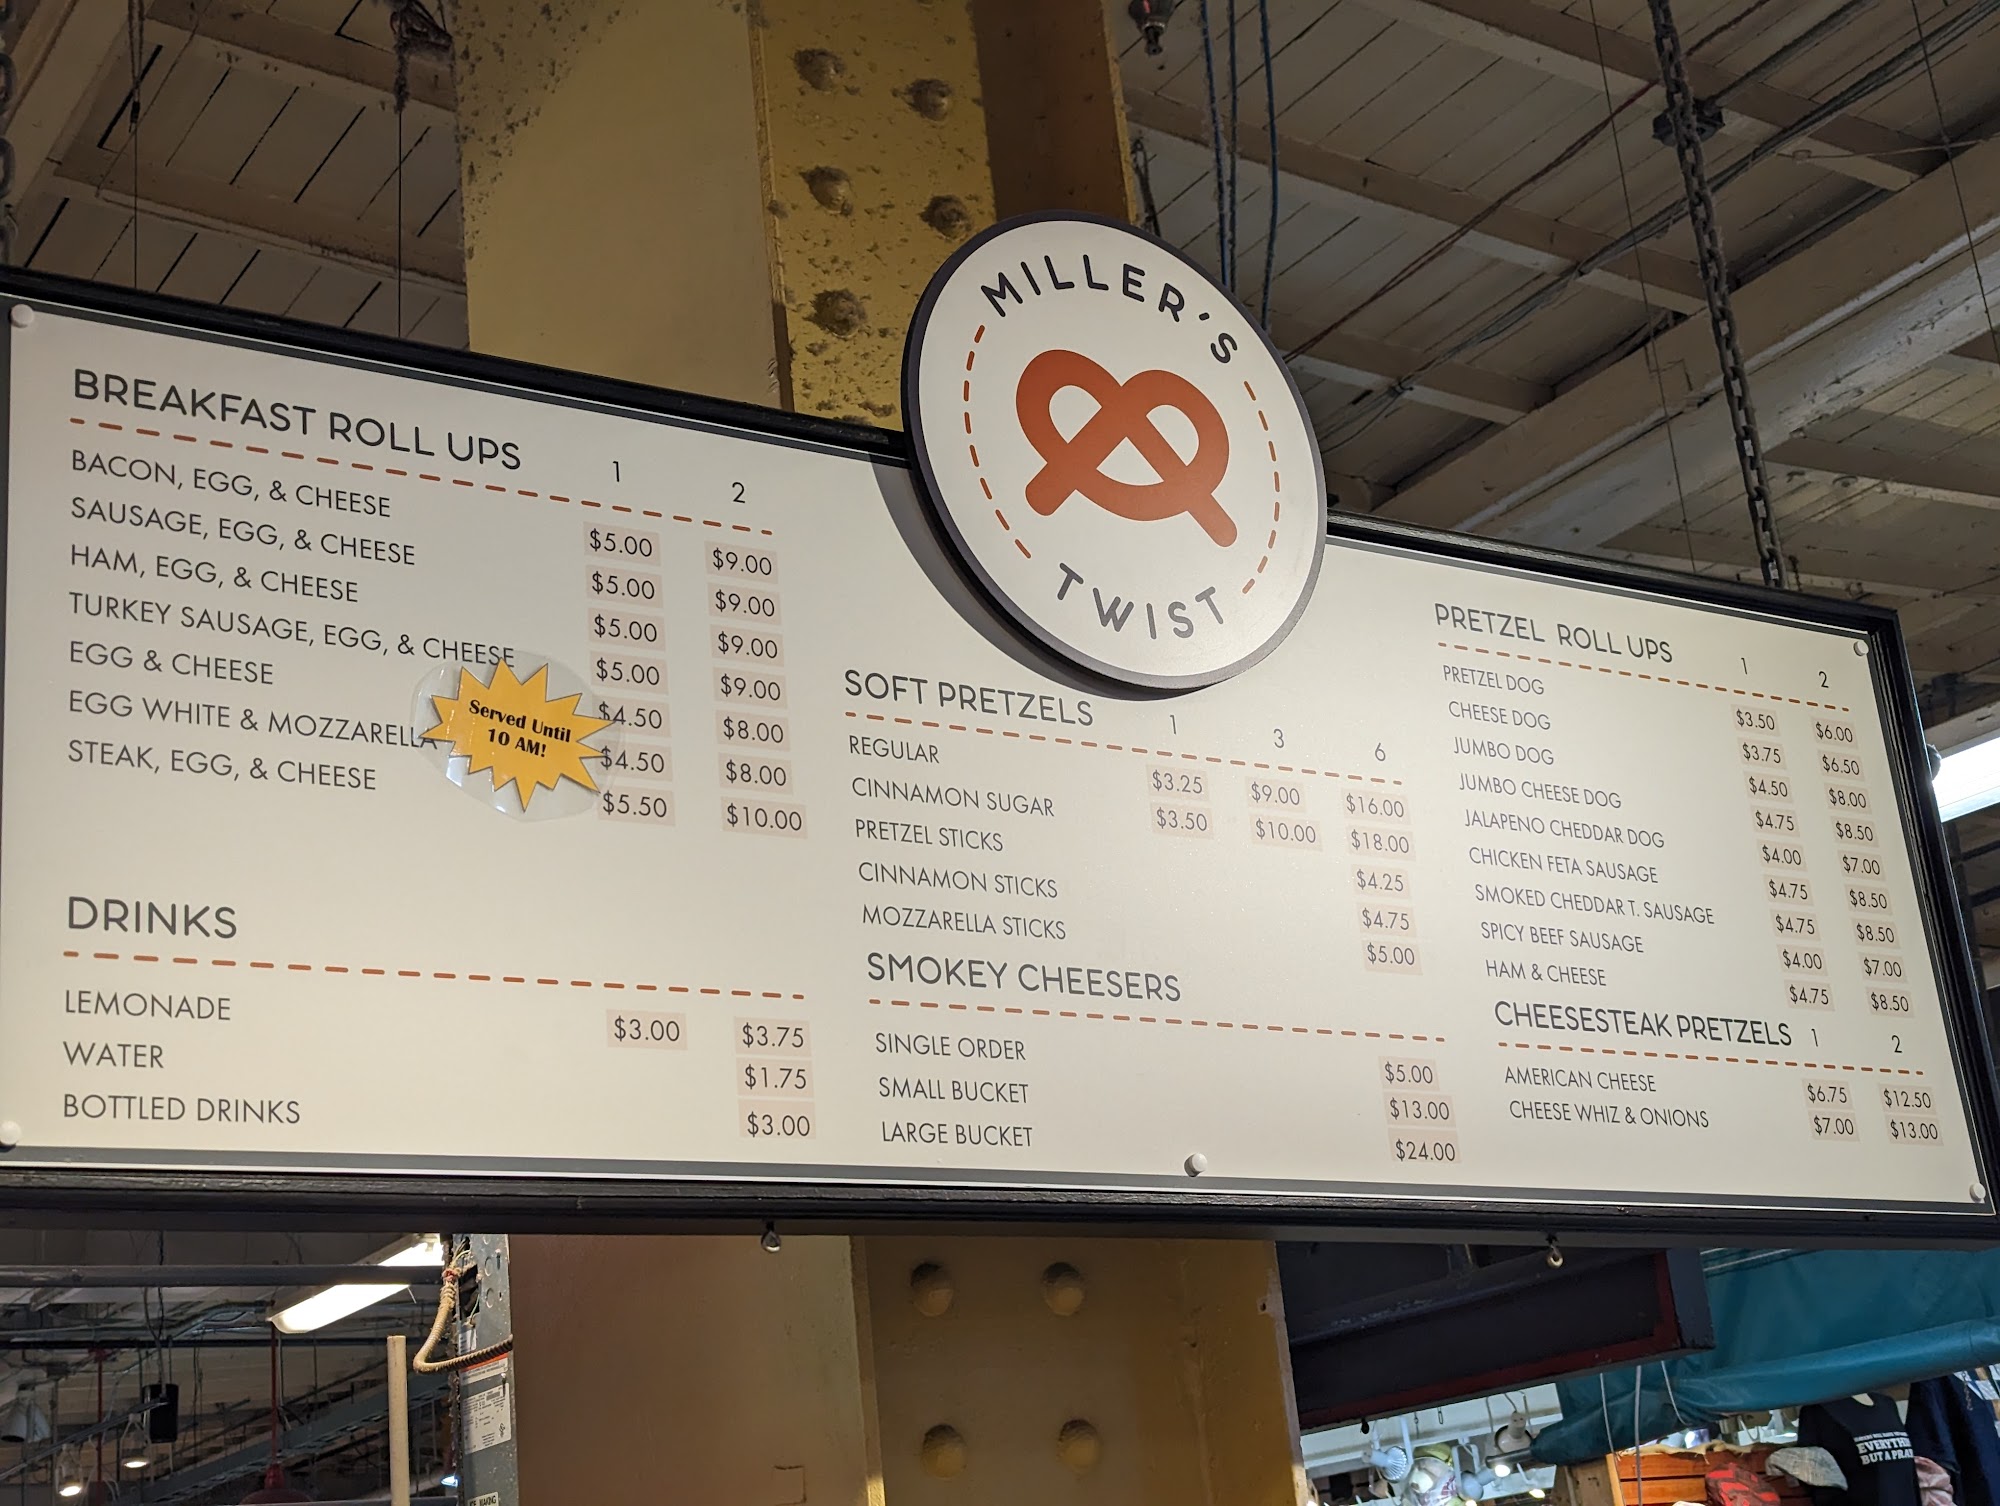 MILLER'S
TWIST
BREAKFAST ROLL UPS 1 2
BACON, EGG, & CHEESE $5.00 $9.00
SAUSAGE, EGG, & CHEESE $5.00 $9.00
HAM, EGG, & CHEESE $5.00 $9.00
TURKEY SAUSAGE, EGG, & CHEESE $5.00 $9.00
EGG & CHEESE $4.50 $8.00
EGG WHITE & MOZZARELLA $4.50 $8.00
STEAK, EGG, & CHEESE $5.50 $10.00
Served Until
10 AM!
DRINKS
LEMONADE $3.00 $3.75
WATER $1.75
BOTTLED DRINKS $3.00
SOFT PRETZELS 1 3 6
REGULAR $3.25 $9.00 $16.00
CINNAMON SUGAR $3.50 $10.00 $18.00
PRETZEL STICKS $4.25
CINNAMON STICKS $4.75
MOZZARELLA STICKS $5.00
SMOKEY CHEESERS
SINGLE ORDER $5.00
SMALL BUCKET $13.00
LARGE BUCKET $24.00
PRETZEL ROLL UPS 1 2
PRETZEL DOG $3.50 $6.00
CHEESE DOG $3.75 $6.50
JUMBO DOG $4.50 $8.00
JUMBO CHEESE DOG $4.75 $8.50
JALAPENO CHEDDAR DOG $4.00 $7.00
CHICKEN FETA SAUSAGE $4.75 $8.50
SMOKED CHEDDAR T. SAUSAGE $4.75 $8.50
SPICY BEEF SAUSAGE $4.00 $7.00
HAM & CHEESE $4.75 $8.50
CHEESESTEAK PRETZELS 1 2
AMERICAN CHEESE $6.75 $12.50
CHEESE WHIZ & ONIONS $7.00 $13.00
BUT A